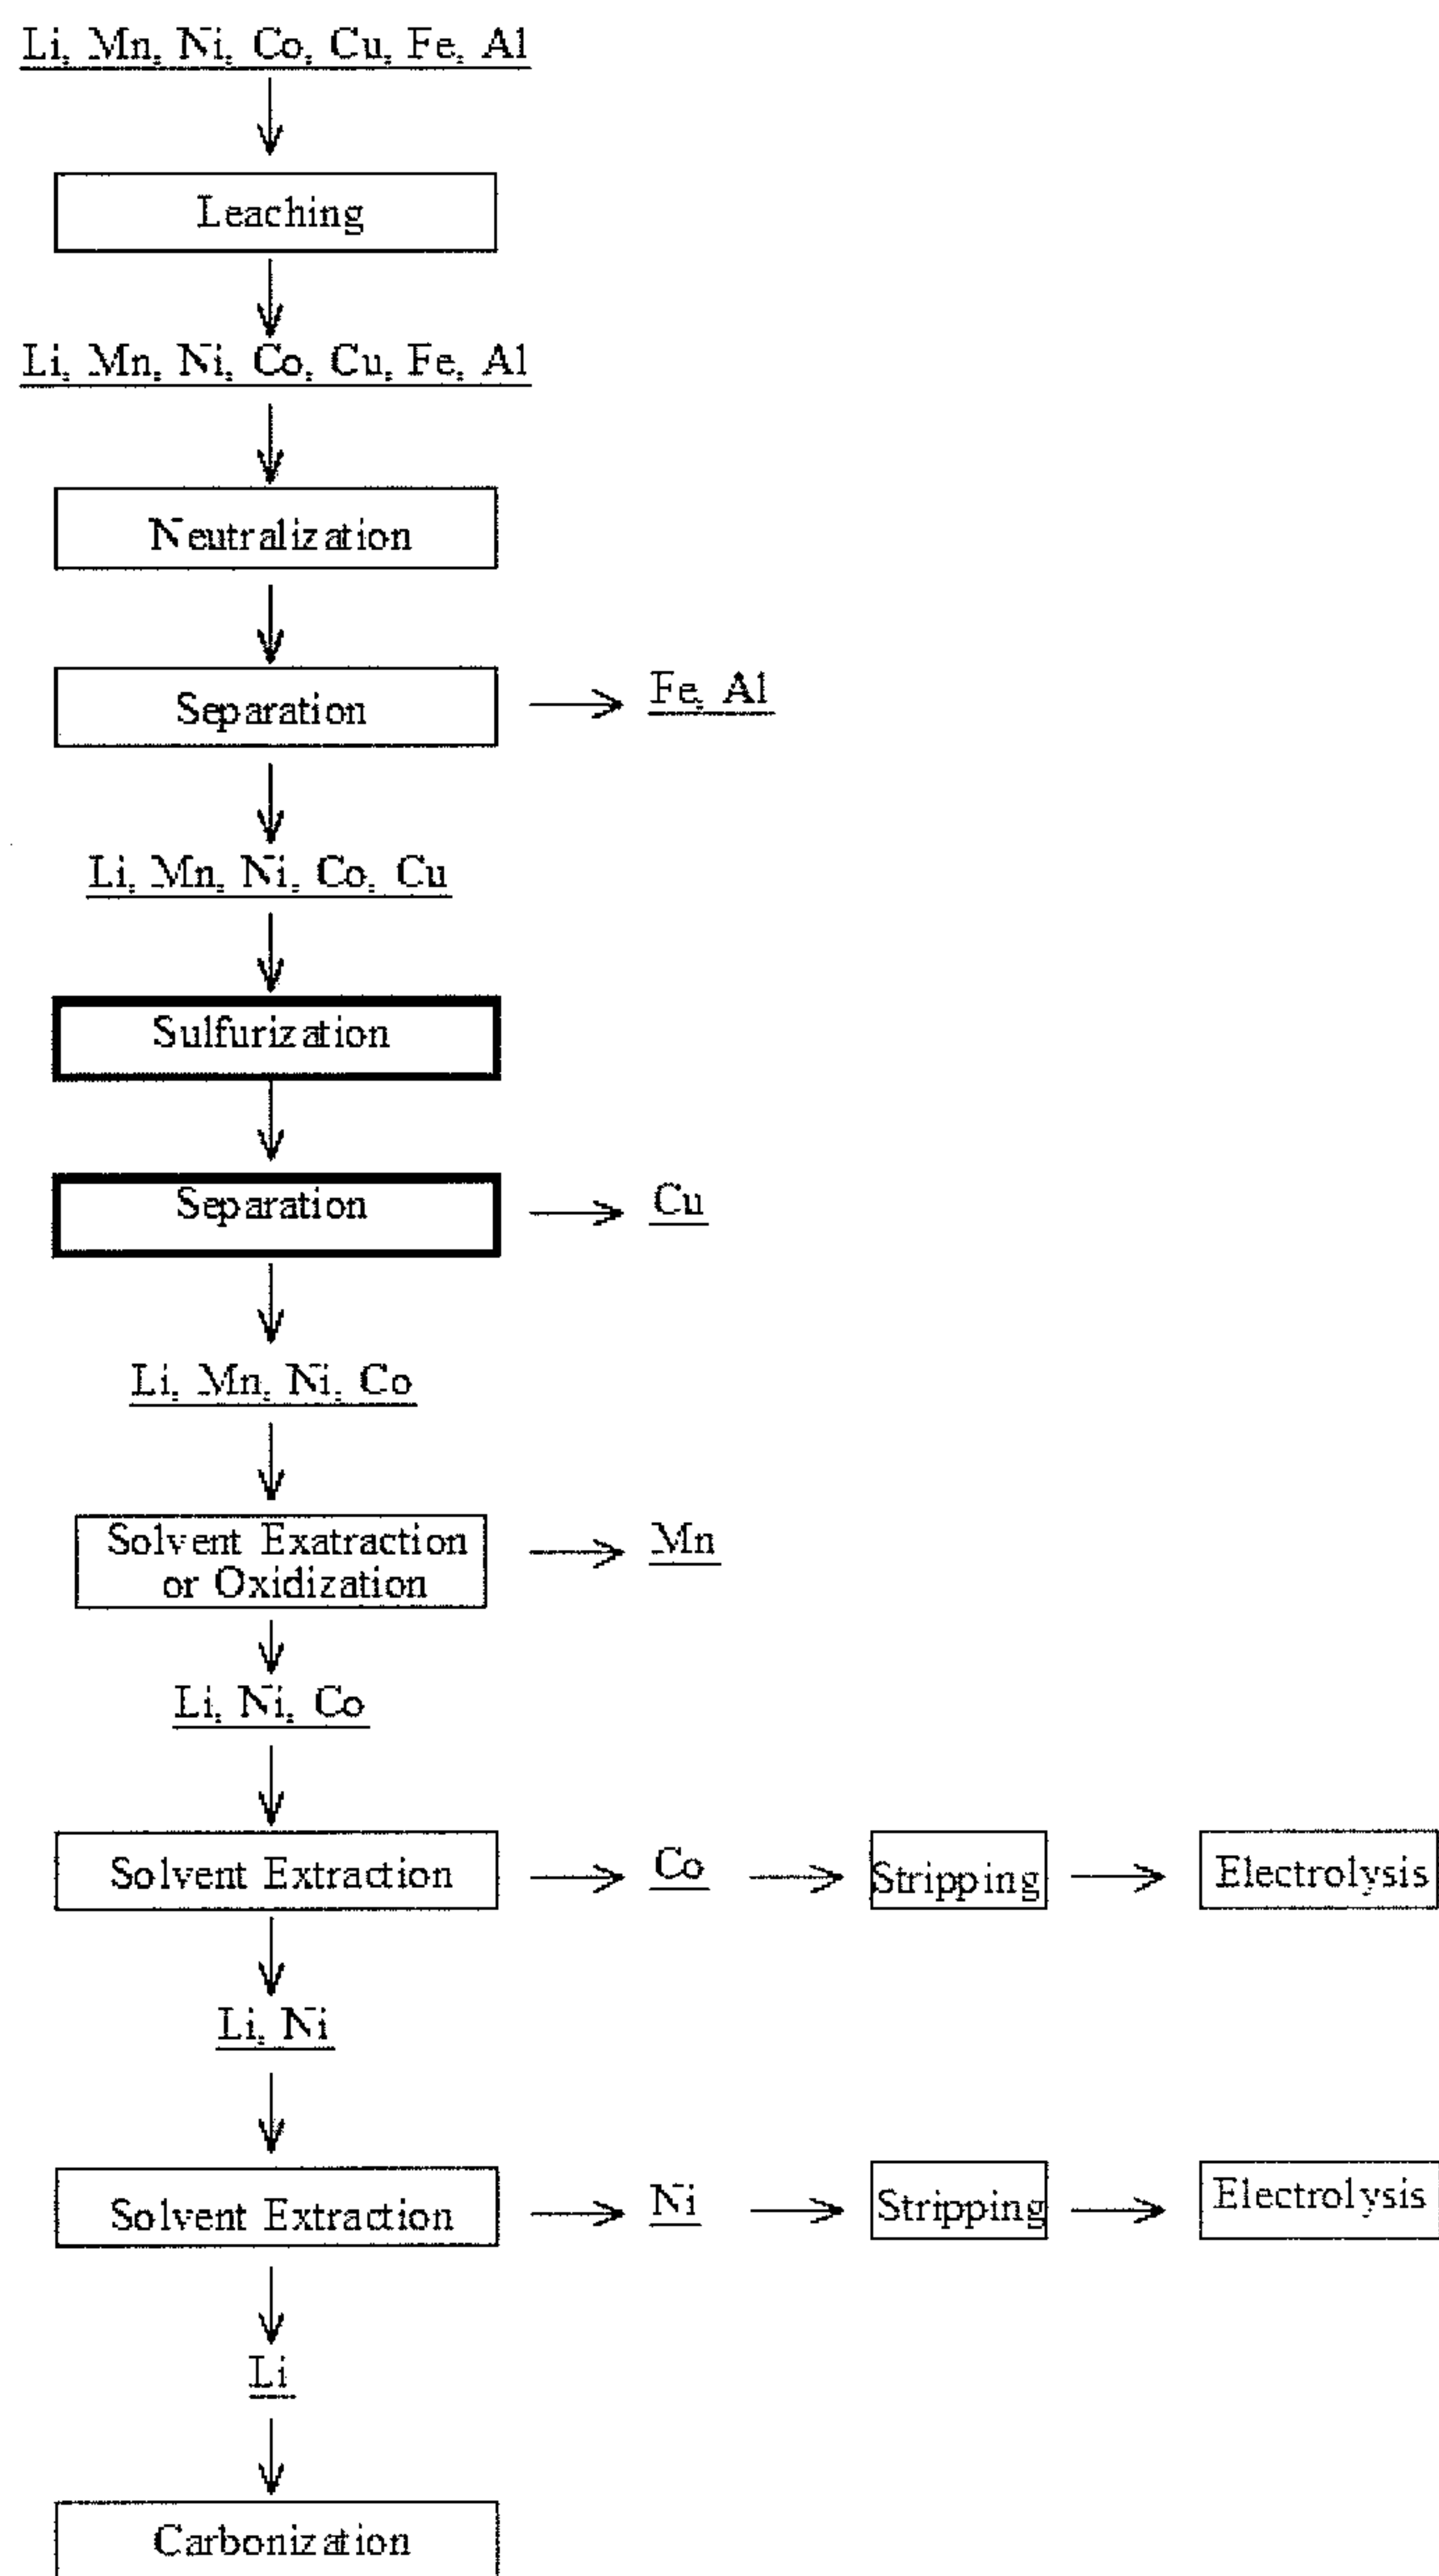 Li, Mn, Ni, Co, Cu, Fe, Al
Leaching
Li, Mn, Ni, Co, Cu, Fe, Al
Neutralization
Separation
Fe, Al
Li, Mn, Ni, Co, Cu
Sulfurization
Separation
Cu
Li, Mn, Ni, Co
Solvent Exatraction
or Oxidization
Mn
Li, Ni, Co
Solvent Extraction
Co
Stripping
Electrolysis
Li, Ni
Solvent Extraction
Ni
Stripping
Electrolysis
Li
Carbonization